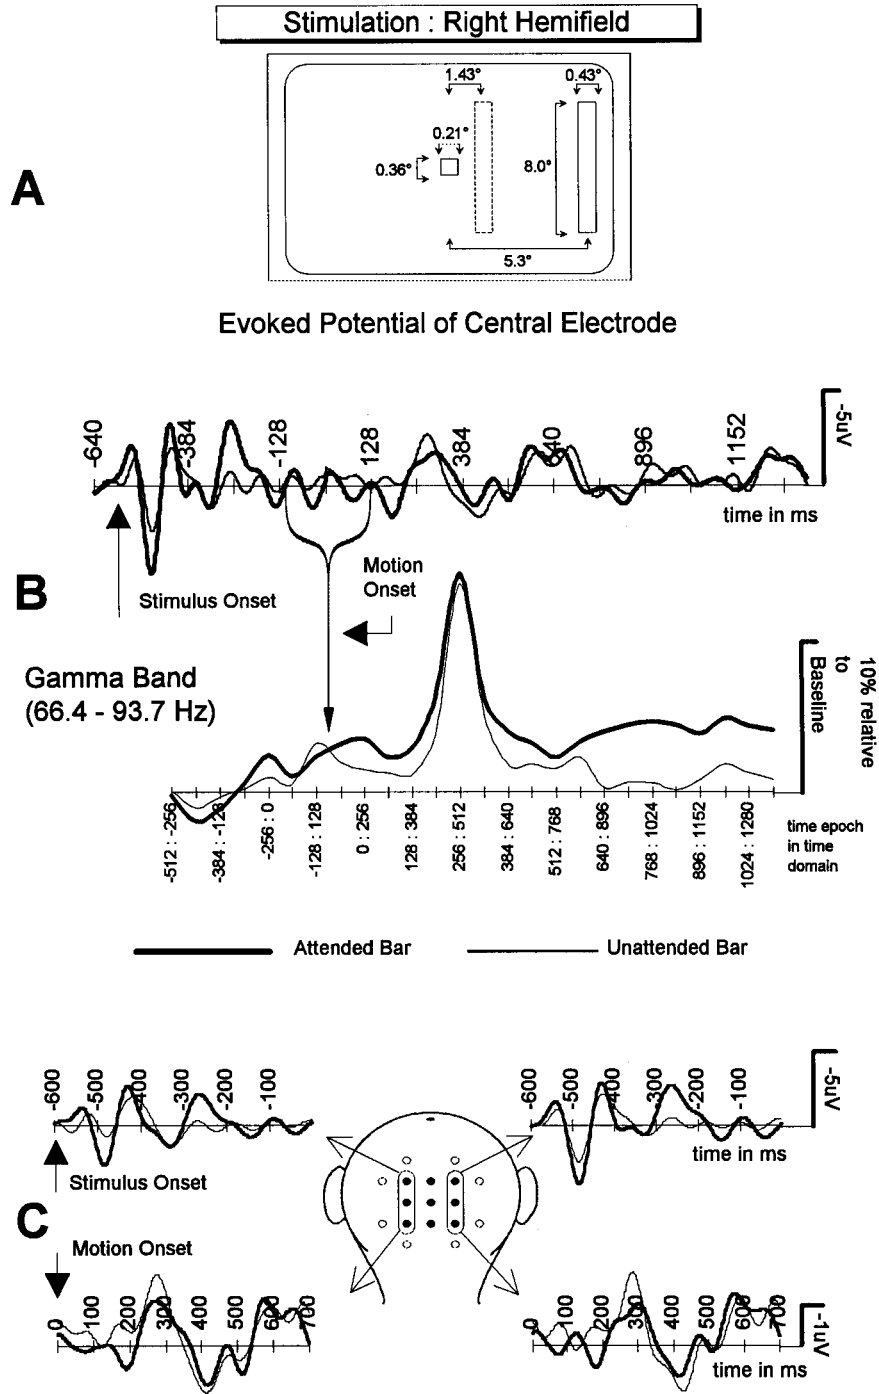 Stimulation : Right Hemifield
1.43°
0.43°
0.21°
0.36°
8.0°
5.3°
A
Evoked Potential of Central Electrode
-640
-384
-128
128
384
640
896
1152
-5uV
time in ms
Stimulus Onset
Motion
Onset
B
Gamma Band
(66.4 - 93.7 Hz)
10% relative
to
Baseline
-512 : -256
-384 : -128
-256 : 0
-128 : 128
0 : 256
128 : 384
256 : 512
384 : 640
512 : 768
640 : 896
768 : 1024
896 : 1152
1024 : 1280
time epoch
in time
domain
Attended Bar
Unattended Bar
-600
-500
-400
-300
-200
-100
-600
-500
-400
-300
-200
-100
-5uV
time in ms
Stimulus Onset
C
Motion Onset
0
100
200
300
400
500
600
700
0
100
200
300
400
500
600
700
-1uV
time in ms